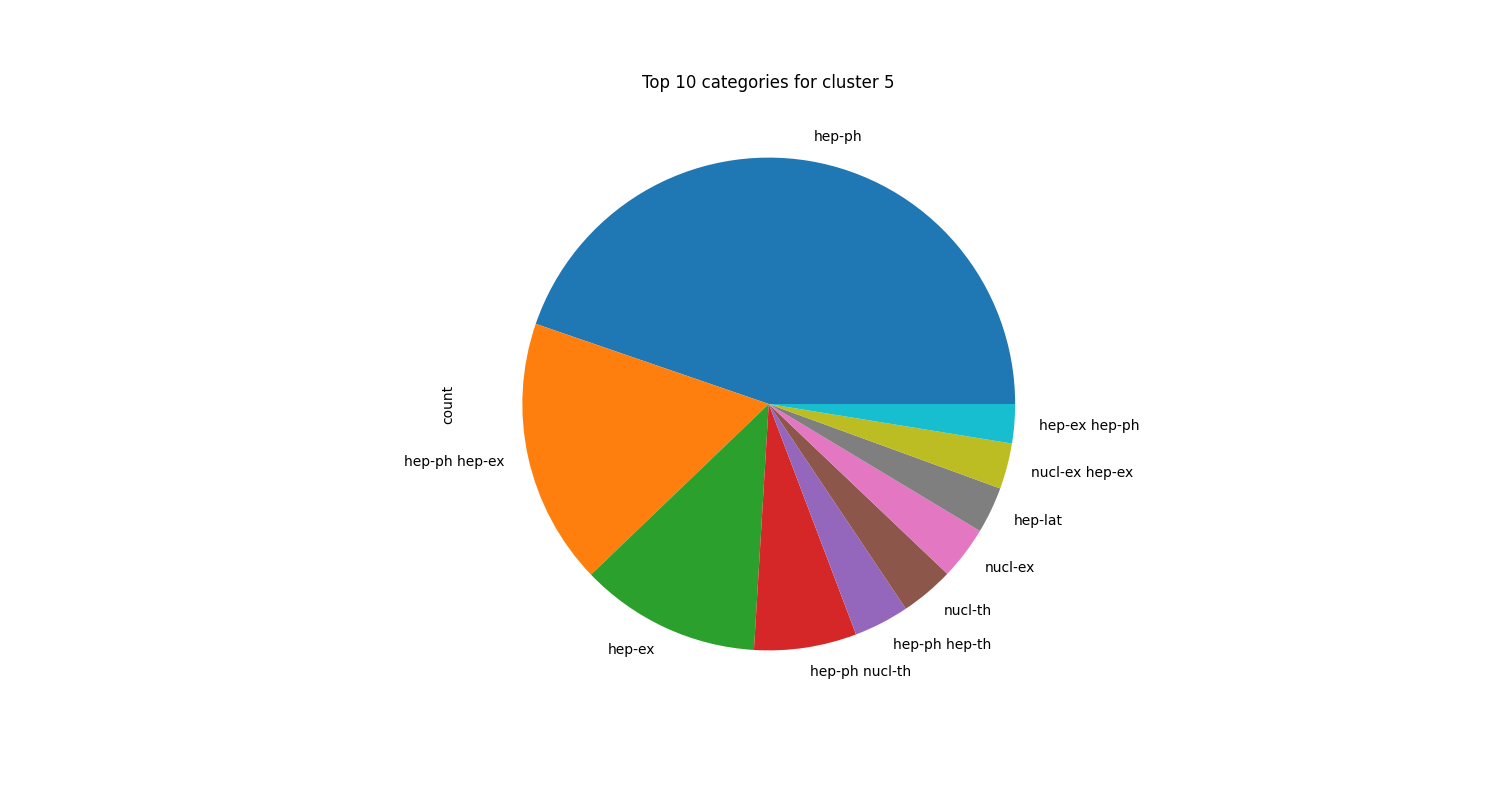 Top 10 categories for cluster 5
hep-ph
count
hep-ph hep-ex
hep-ex
hep-ph nucl-th
hep-ph hep-th
nucl-th
nucl-ex
hep-lat
nucl-ex hep-ex
hep-ex hep-ph